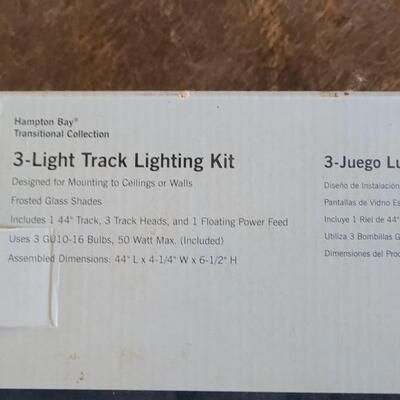 Hampton Bay®
Transitional Collection
3-Light Track Lighting Kit
Designed for Mounting to Ceilings or Walls
Frosted Glass Shades
Includes 1 44" Track, 3 Track Heads, and 1 Floating Power Feed
Uses 3 GU10-16 Bulbs, 50 Watt Max. (Included)
Assembled Dimensions: 44" L x 4-1/4" W x 6-1/2" H
3-Juego Lu
Diseño de Instalación
Pantallas de Vidrio Es
Incluye 1 Riel de 44"
Utiliza 3 Bombillas G
Dimensiones del Prod